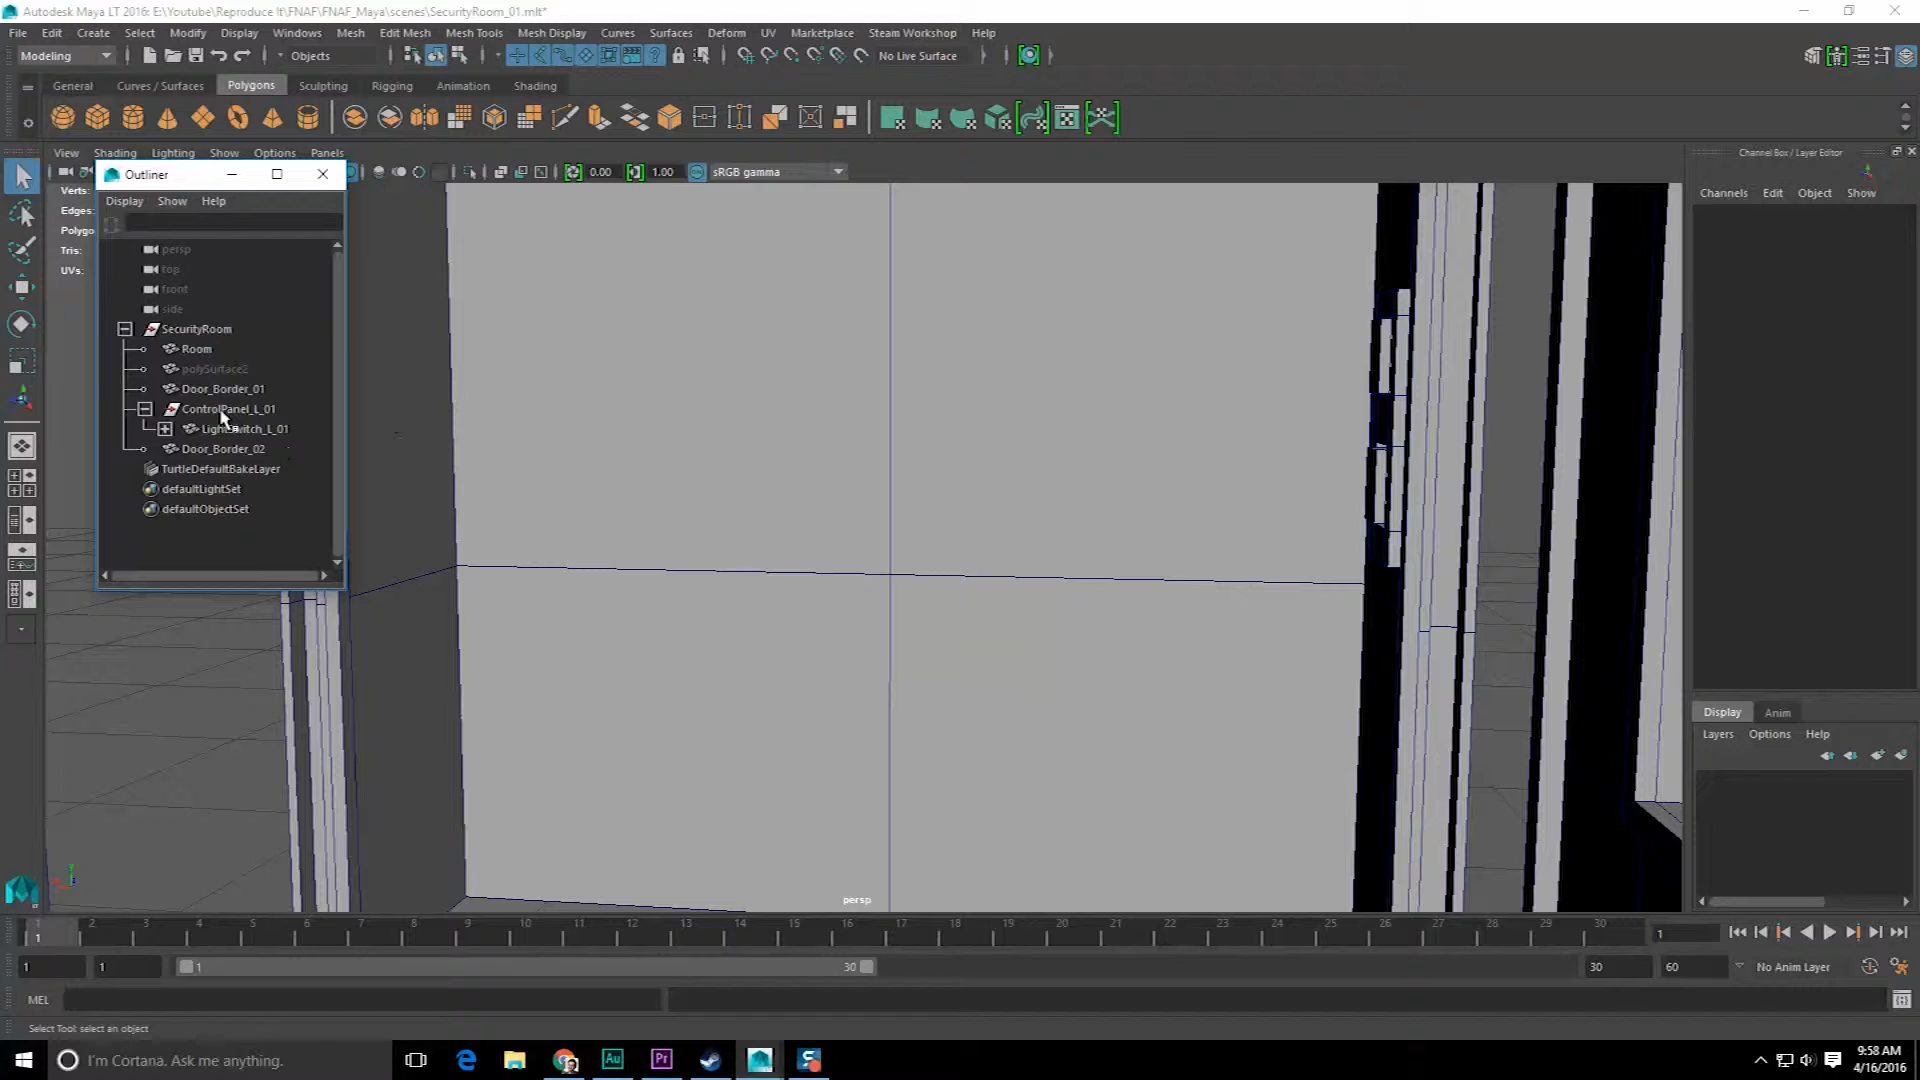 Autodesk Maya LT 2016: E:\Youtube\Reproduce It\FNAF\FNAF_Maya\scenes\SecurityRoom_01.mlt*
File Edit Create Select Modify Display Windows Mesh Edit Mesh Mesh Tools Mesh Display Curves Surfaces Deform UV Marketplace Steam Workshop Help
Modeling Objects No Live Surface
General Curves / Surfaces Polygons Sculpting Rigging Animation Shading
View Shading Lighting Show Options Panels
Channel Box / Layer Editor
Outliner
0.00 1.00 sRGB gamma
Channels Edit Object Show
Display Show Help
Verts:
Edges:
Polygo
Tris:
UVs:
persp
top
front
side
SecurityRoom
Room
polySurface2
Door_Border_01
ControlPanel_L_01
Door_Border_02
TurtleDefaultBakeLayer
defaultLightSet
defaultObjectSet
Display Anim
Layers Options Help
persp
1 2 3 4 5 6 7 8 9 10 11 12 13 14 15 16 17 18 19 20 21 22 23 24 25 26 27 28 29 30
1 1
1 1 1 30 30 60 No Anim Layer
MEL
Select Tool: select an object
I'm Cortana. Ask me anything.
Au Pr
9:58 AM
4/16/2016